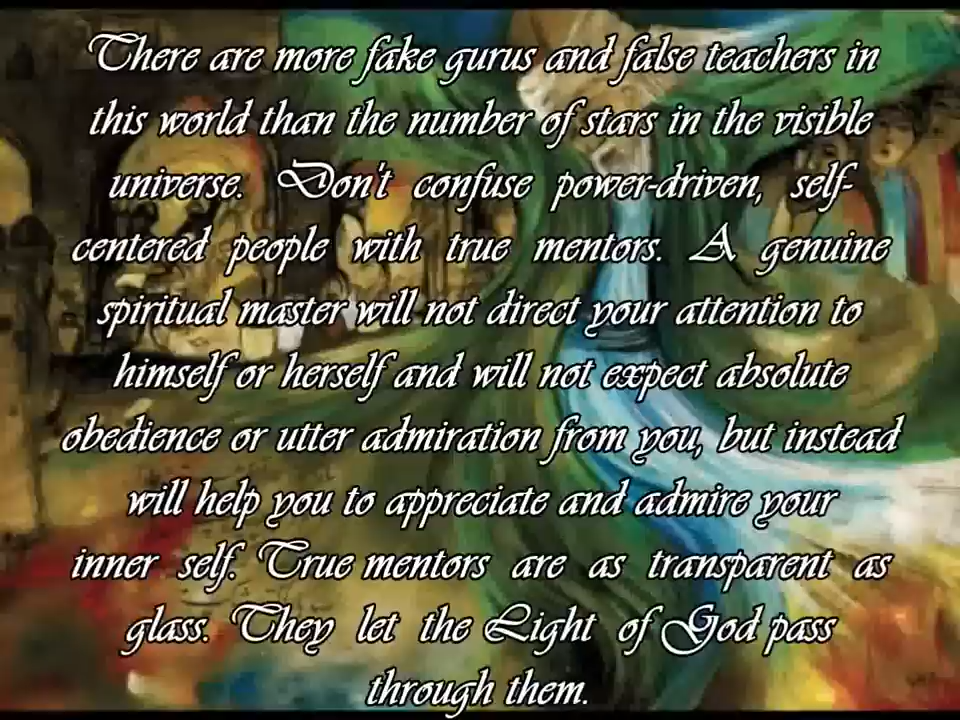 There are more fake gurus and false teachers in
this world than the number of stars in the visible
universe. Don't confuse power-driven, self-
centered people with true mentors. A genuine
spiritual master will not direct your attention to
himself or herself and will not expect absolute
obedience or utter admiration from you, but instead
will help you to appreciate and admire your
inner self. True mentors are as transparent as
glass. They let the Light of God pass
through them.